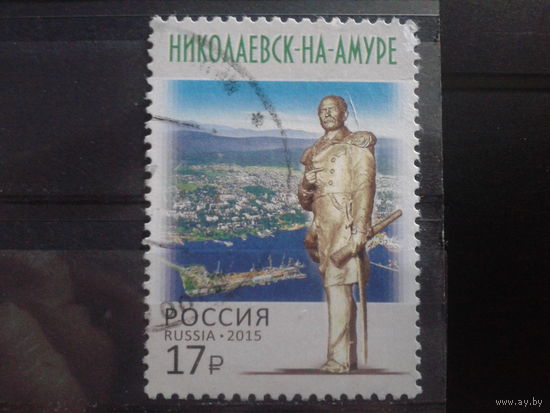 НИКОЛАЕВСК-НА-АМУРЕ
РОССИЯ
RUSSIA • 2015
17₽
www.ay.by